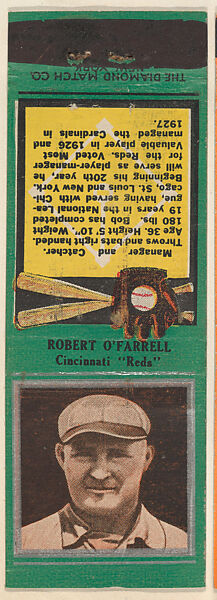 THE DIAMOND MATCH CO.
NEW YORK
Manager and Catcher.
Throws and bats right handed.
Age 36. Height 5', 10". Weight
180 lbs. Bob has completed
19 years in the National Lea-
gue, having served with Chi-
cago, St. Louis and New York.
Beginning his 20th year, he
will serve as player-manager
for the Reds. Voted Most
Valuable player in 1926 and
managed the Cardinals in
1927.
ROBERT O'FARRELL
Cincinnati "Reds"